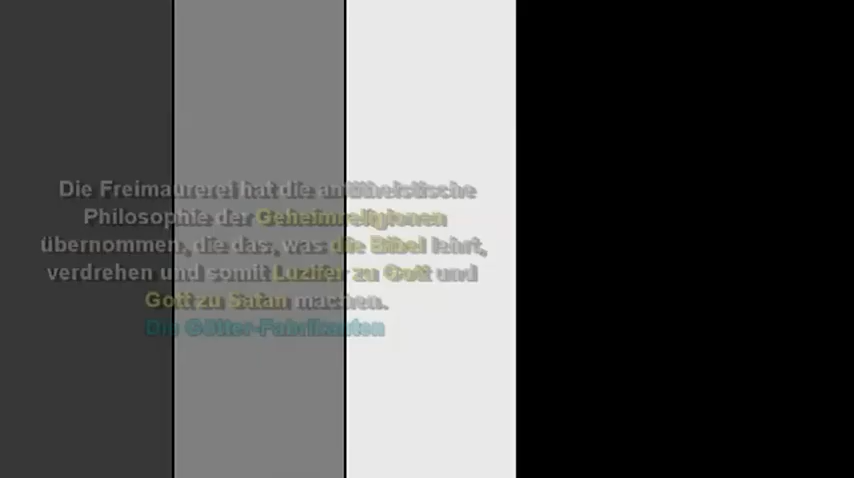 Die Freimaurerei hat die antitheistische
Philosophie der Geheimreligionen
übernommen, die das, was die Bibel lehrt,
verdrehen und somit Luzifer zu Gott und
Gott zu Satan machen.
Die Götter-Fabrikanten